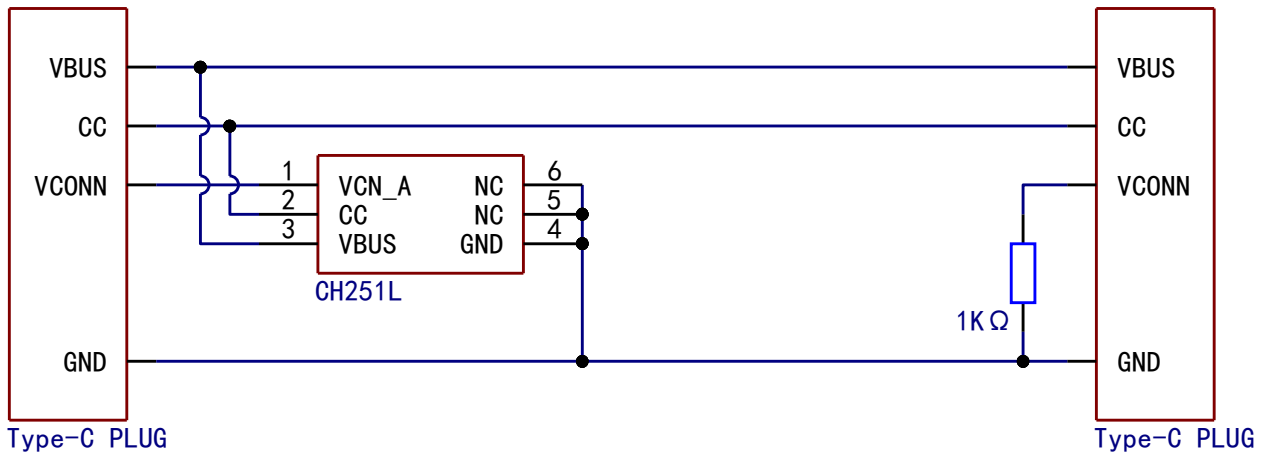 VBUS
VBUS
CC
CC
VCONN
1
VCN_A
NC
6
VCONN
2
CC
NC
5
3
VBUS
GND
4
CH251L
1KΩ
GND
GND
Type-C PLUG
Type-C PLUG